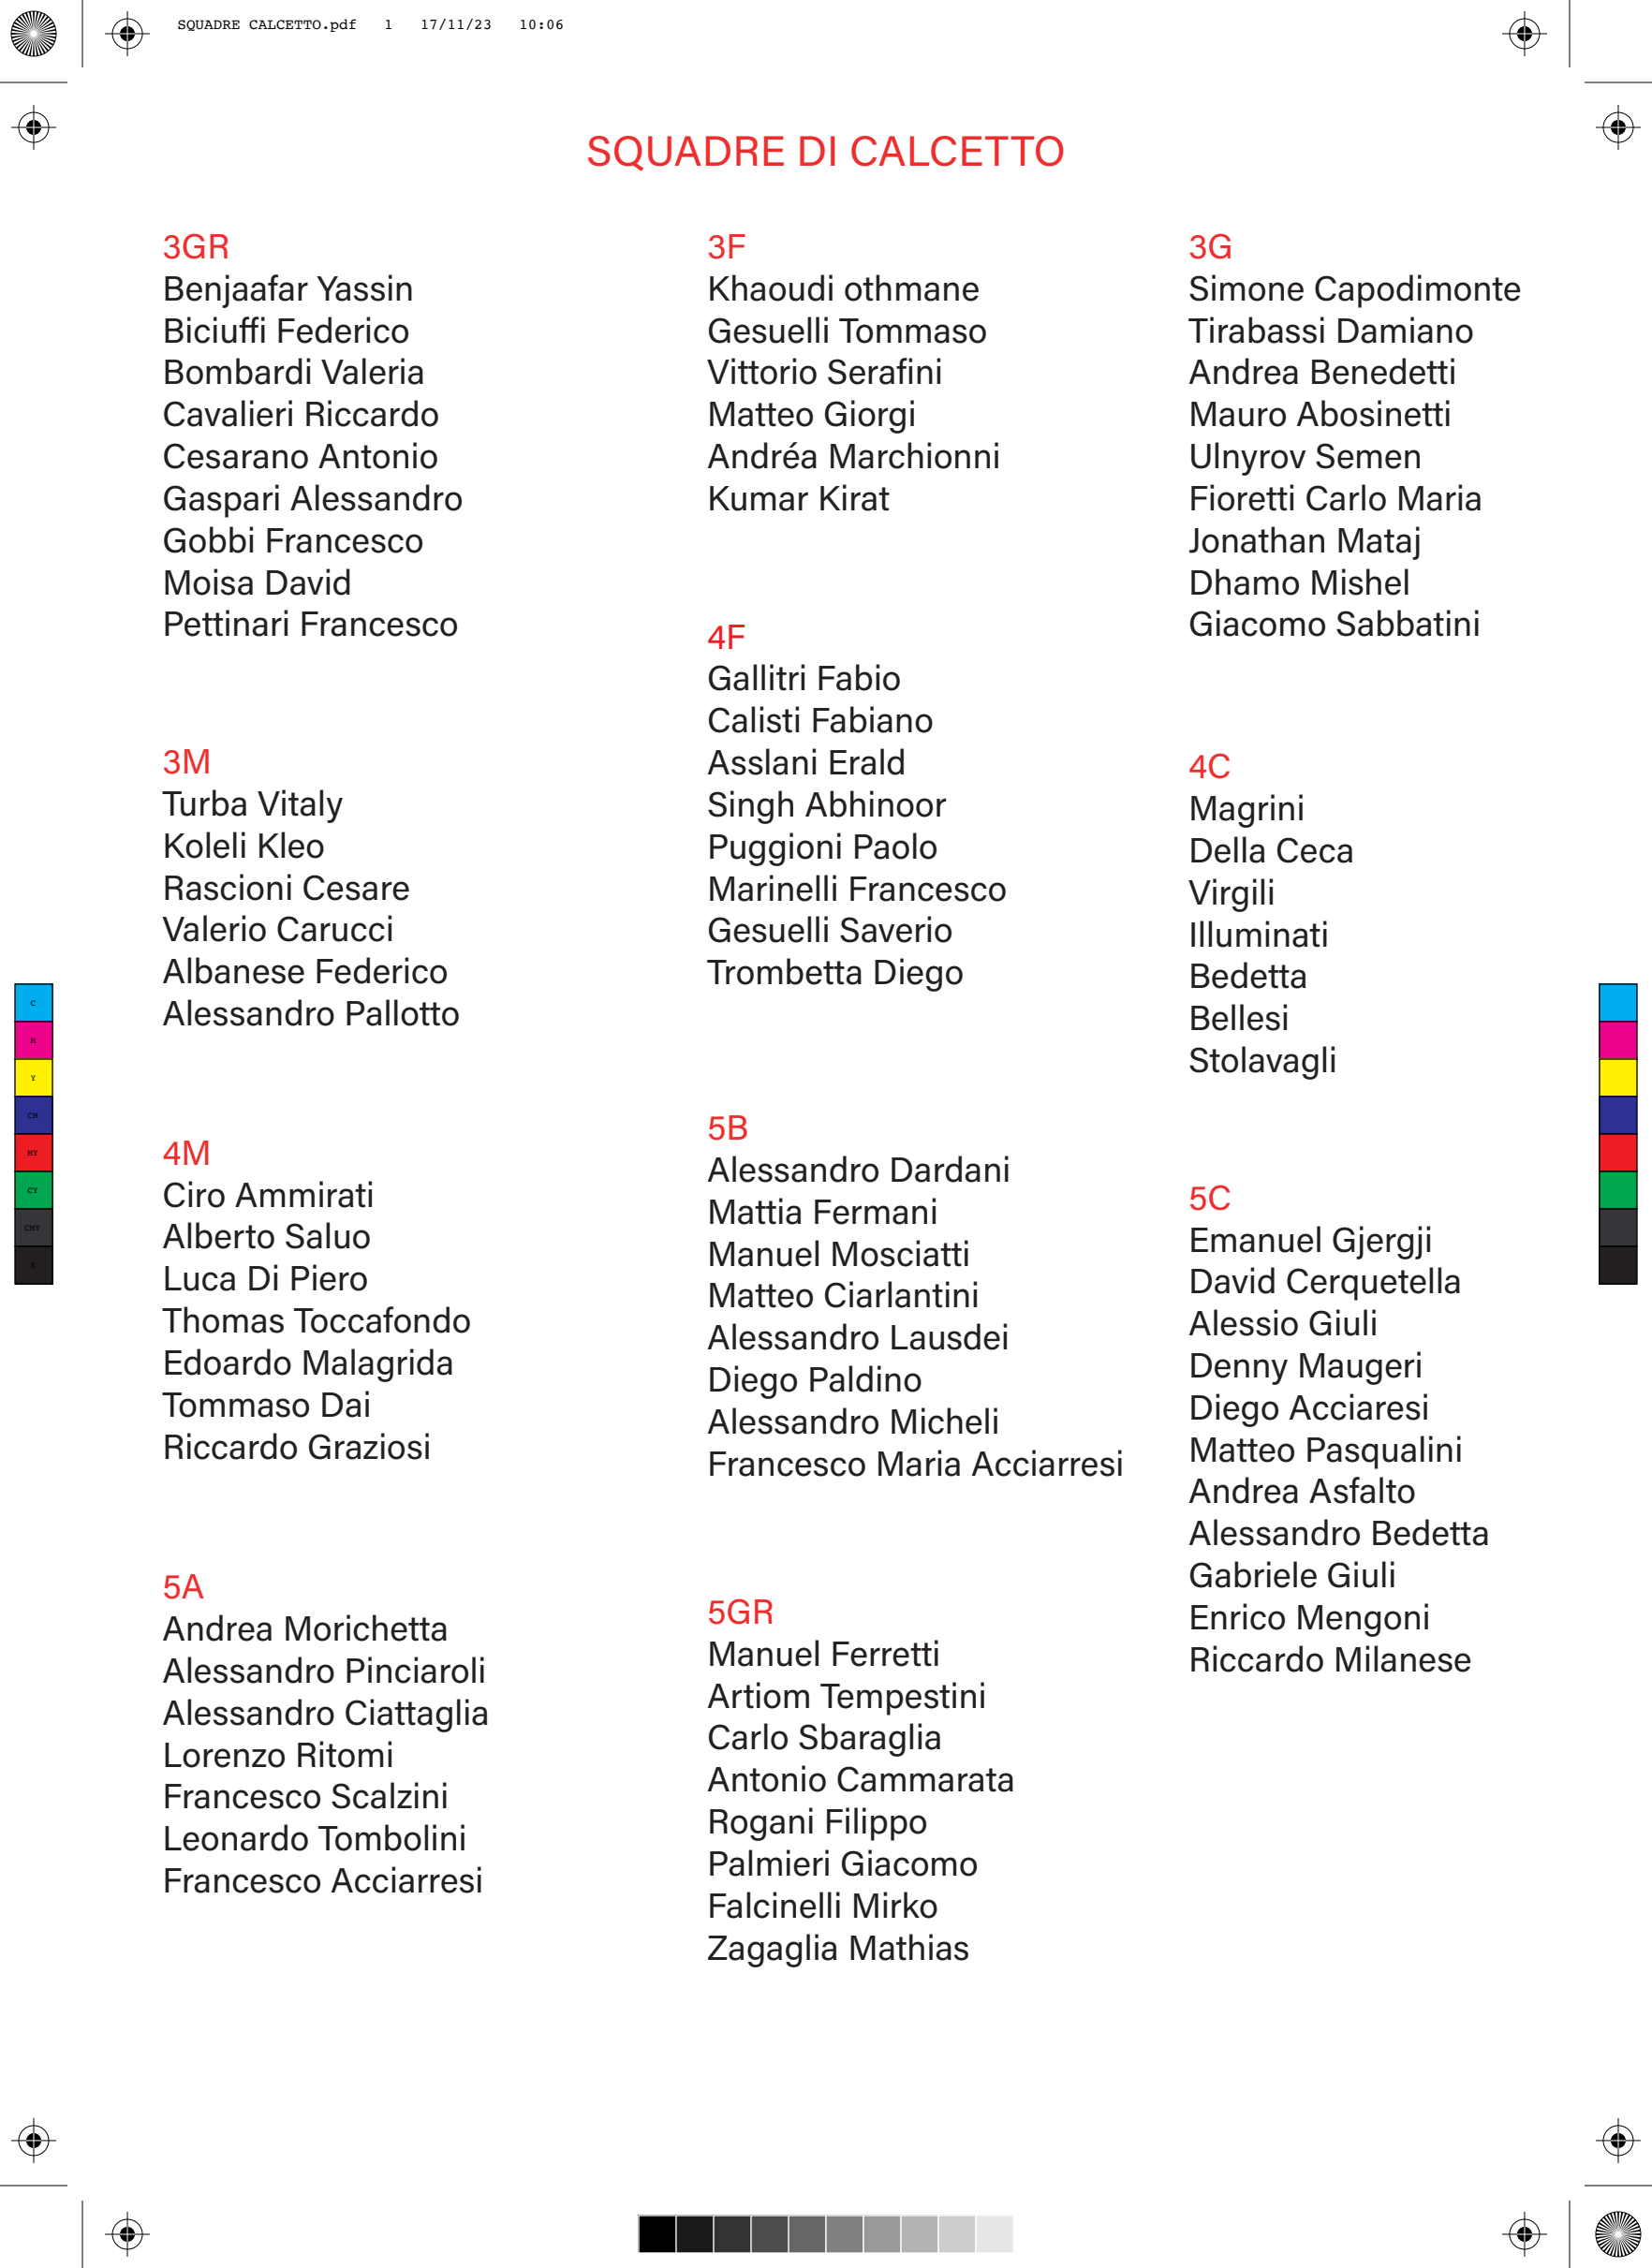 SQUADRE CALCETTO.pdf 1 17/11/23 10:06
SQUADRE DI CALCETTO
3GR
Benjaafar Yassin
Biciuffi Federico
Bombardi Valeria
Cavalieri Riccardo
Cesarano Antonio
Gaspari Alessandro
Gobbi Francesco
Moisa David
Pettinari Francesco
3M
Turba Vitaly
Koleli Kleo
Rascioni Cesare
Valerio Carucci
Albanese Federico
Alessandro Pallotto
4M
Ciro Ammirati
Alberto Saluo
Luca Di Piero
Thomas Toccafondo
Edoardo Malagrida
Tommaso Dai
Riccardo Graziosi
5A
Andrea Morichetta
Alessandro Pinciaroli
Alessandro Ciattaglia
Lorenzo Ritomi
Francesco Scalzini
Leonardo Tombolini
Francesco Acciarresi
3F
Khaoudi othmane
Gesuelli Tommaso
Vittorio Serafini
Matteo Giorgi
Andréa Marchionni
Kumar Kirat
4F
Gallitri Fabio
Calisti Fabiano
Asslani Erald
Singh Abhinoor
Puggioni Paolo
Marinelli Francesco
Gesuelli Saverio
Trombetta Diego
5B
Alessandro Dardani
Mattia Fermani
Manuel Mosciatti
Matteo Ciarlantini
Alessandro Lausdei
Diego Paldino
Alessandro Micheli
Francesco Maria Acciarresi
5GR
Manuel Ferretti
Artiom Tempestini
Carlo Sbaraglia
Antonio Cammarata
Rogani Filippo
Palmieri Giacomo
Falcinelli Mirko
Zagaglia Mathias
3G
Simone Capodimonte
Tirabassi Damiano
Andrea Benedetti
Mauro Abosinetti
Ulnyrov Semen
Fioretti Carlo Maria
Jonathan Mataj
Dhamo Mishel
Giacomo Sabbatini
4C
Magrini
Della Ceca
Virgili
Illuminati
Bedetta
Bellesi
Stolavagli
5C
Emanuel Gjergji
David Cerquetella
Alessio Giuli
Denny Maugeri
Diego Acciaresi
Matteo Pasqualini
Andrea Asfalto
Alessandro Bedetta
Gabriele Giuli
Enrico Mengoni
Riccardo Milanese
C
M
Y
CM
MY
CY
CMY
K